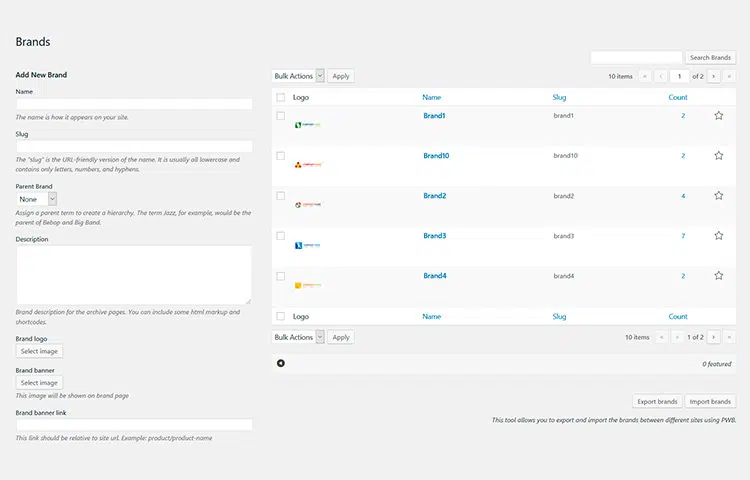 Brands
Add New Brand
Name
The name is how it appears on your site.
Slug
The "slug" is the URL-friendly version of the name. It is usually all lowercase and
contains only letters, numbers, and hyphens.
Parent Brand
None
Assign a parent term to create a hierarchy. The term Jazz, for example, would be the
parent of Bebop and Big Band.
Description
Brand description for the archive pages. You can include some html markup and
shortcodes.
Brand logo
Select image
Brand banner
Select image
This image will be shown on brand page
Brand banner link
This link should be relative to site url. Example: product/product-name
Search Brands
Bulk Actions Apply 10 items « ‹ 1 of 2 › »
Logo Name Slug Count
Brand1 brand1 2
Brand10 brand10 2
Brand2 brand2 4
Brand3 brand3 7
Brand4 brand4 2
Logo Name Slug Count
Bulk Actions Apply 10 items « ‹ 1 of 2 › »
0 featured
Export brands Import brands
This tool allows you to export and import the brands between different sites using PWB.